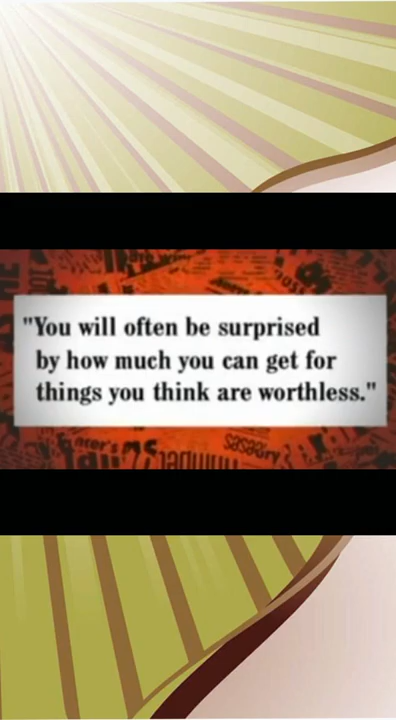 "You will often be surprised
by how much you can get for
things you think are worthless."